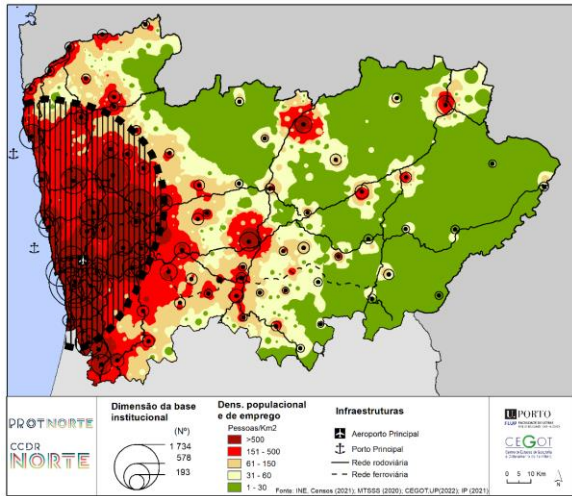 PROTNORTE
CCDR
NORTE
Dimensão da base
institucional
(Nº)
1 734
578
193
Dens. populacional
e de emprego
Pessoas/Km2
>500
151 - 500
61 - 150
31 - 60
1 - 30
Infraestruturas
Aeroporto Principal
Porto Principal
Rede rodoviária
Rede ferroviária
U.PORTO
FLUP
CEGOT
0 5 10 Km
N
Fonte: INE, Censos (2021); MTSSS (2020); CEGOT.UP(2022), IP (2021)